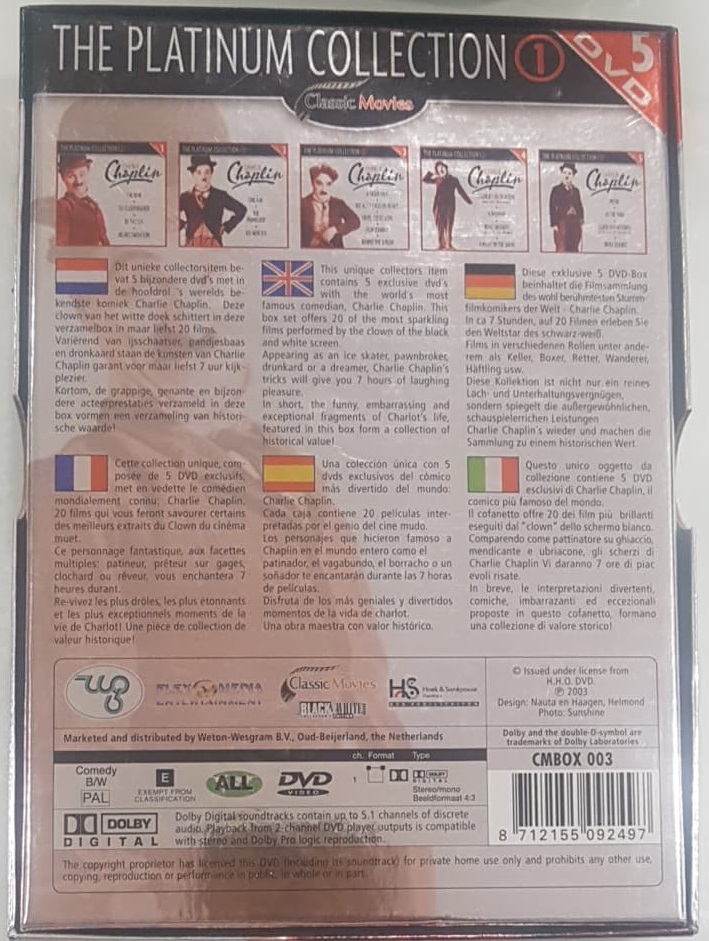 THE PLATINUM COLLECTION 1
5 DVD
Classic Movies
Chaplin
Chaplin
Chaplin
Chaplin
Chaplin
Dit unieke collectorsitem be-
vat 5 bijzondere dvd's met in
de hoofdrol 's werelds be-
kendste komiek Charlie Chaplin. Deze
clown van het witte doek schittert in deze
verzamelbox in maar liefst 20 films.
Variërend van ijsschaatser, pandjesbaas
en dronkaard staan de kunsten van Charlie
Chaplin garant voor maar liefst 7 uur kijk-
plezier.
Kortom, de grappige, genante en bijzon-
dere acteerprestaties verzameld in deze
box vormen een verzameling van histori-
sche waarde!
This unique collectors item
contains 5 exclusive dvd's
with the world's most
famous comedian, Charlie Chaplin. This
box set offers 20 of the most sparkling
films performed by the clown of the black
and white screen.
Appearing as an ice skater, pawnbroker,
drunkard or a dreamer, Charlie Chaplin's
tricks will give you 7 hours of laughing
pleasure.
In short, the funny, embarrassing and
exceptional fragments of Charlot's life,
featured in this box form a collection of
historical value!
Diese exklusive 5 DVD-Box
beinhaltet die Filmsammlung
des wohl berühmtesten Stumm-
filmkomikers der Welt - Charlie Chaplin.
In ca 7 Stunden, auf 20 Filmen erleben Sie
den Weltstar des schwarz-weiß.
Films in verschiedenen Rollen unter ande-
rem als Keller, Boxer, Retter, Wanderer,
Häftling usw.
Diese Kollektion ist nicht nur ein reines
Lach- und Unterhaltungsvergnügen,
sondern spiegelt die außergewöhnlichen,
schauspielerrichen Leistungen
Charlie Chaplin's wieder und machen die
Sammlung zu einem historischen Wert.
Cette collection unique, com-
posée de 5 DVD exclusifs,
met en vedette le comédien
mondialement connu: Charlie Chaplin.
20 films qui vous feront savourer certains
des meilleurs extraits du Clown du cinéma
muet.
Ce personnage fantastique, aux facettes
multiples: patineur, prêteur sur gages,
clochard ou rêveur, vous enchantera 7
heures durant.
Re-vivez les plus drôles, les plus étonnants
et les plus exceptionnels moments de la
vie de Charlot! Une pièce de collection de
valeur historique!
Una colección única con 5
dvds exclusivos del cómico
más divertido del mundo:
Charlie Chaplin.
Cada caja contiene 20 películas inter-
pretadas por el genio del cine mudo.
Los personajes que hicieron famoso a
Chaplin en el mundo entero como el
patinador, el vagabundo, el borracho o un
soñador te encantarán durante las 7 horas
de películas.
Disfruta de los más geniales y divertidos
momentos de la vida de charlot.
Una obra maestra con valor histórico.
Questo unico oggetto da
collezione contiene 5 DVD
esclusivi di Charlie Chaplin, il
comico più famoso del mondo.
Il cofanetto offre 20 dei film più brillanti
eseguiti dal "clown" dello schermo bianco.
Comparendo come pattinatore su ghiaccio,
mendicante e ubriacone, gli scherzi di
Charlie Chaplin Vi daranno 7 ore di piac
evoli risate.
In breve, le interpretazioni divertenti,
comiche, imbarazzanti ed eccezionali
proposte in questo cofanetto, formano
una collezione di valore storico!
FLEX MEDIA
ENTERTAINMENT
Classic Movies
BLACK & WHITE
HS
Hoek & Sonépouse
© Issued under license from
H.H.O. DVD.
℗ 2003
Design: Nauta en Haagen, Helmond
Photo: Sunshine
Marketed and distributed by Weton-Wesgram B.V., Oud-Beijerland, the Netherlands
Dolby and the double-D-symbol are
trademarks of Dolby Laboratories
Comedy
B/W
PAL
E
EXEMPT FROM
CLASSIFICATION
ALL
DVD
VIDEO
ch. Format Type
1
DOLBY
DIGITAL
Stereo/mono
Beeldformaat 4:3
CMBOX 003
8 712155 092497
DOLBY
DIGITAL
Dolby Digital soundtracks contain up to 5.1 channels of discrete
audio. Playback from 2-channel DVD player outputs is compatible
with stereo and Dolby Pro logic reproduction.
The copyright proprietor has licensed this DVD (including its soundtrack) for private home use only and prohibits any other use,
copying, reproduction or performance in public, in whole or in part.